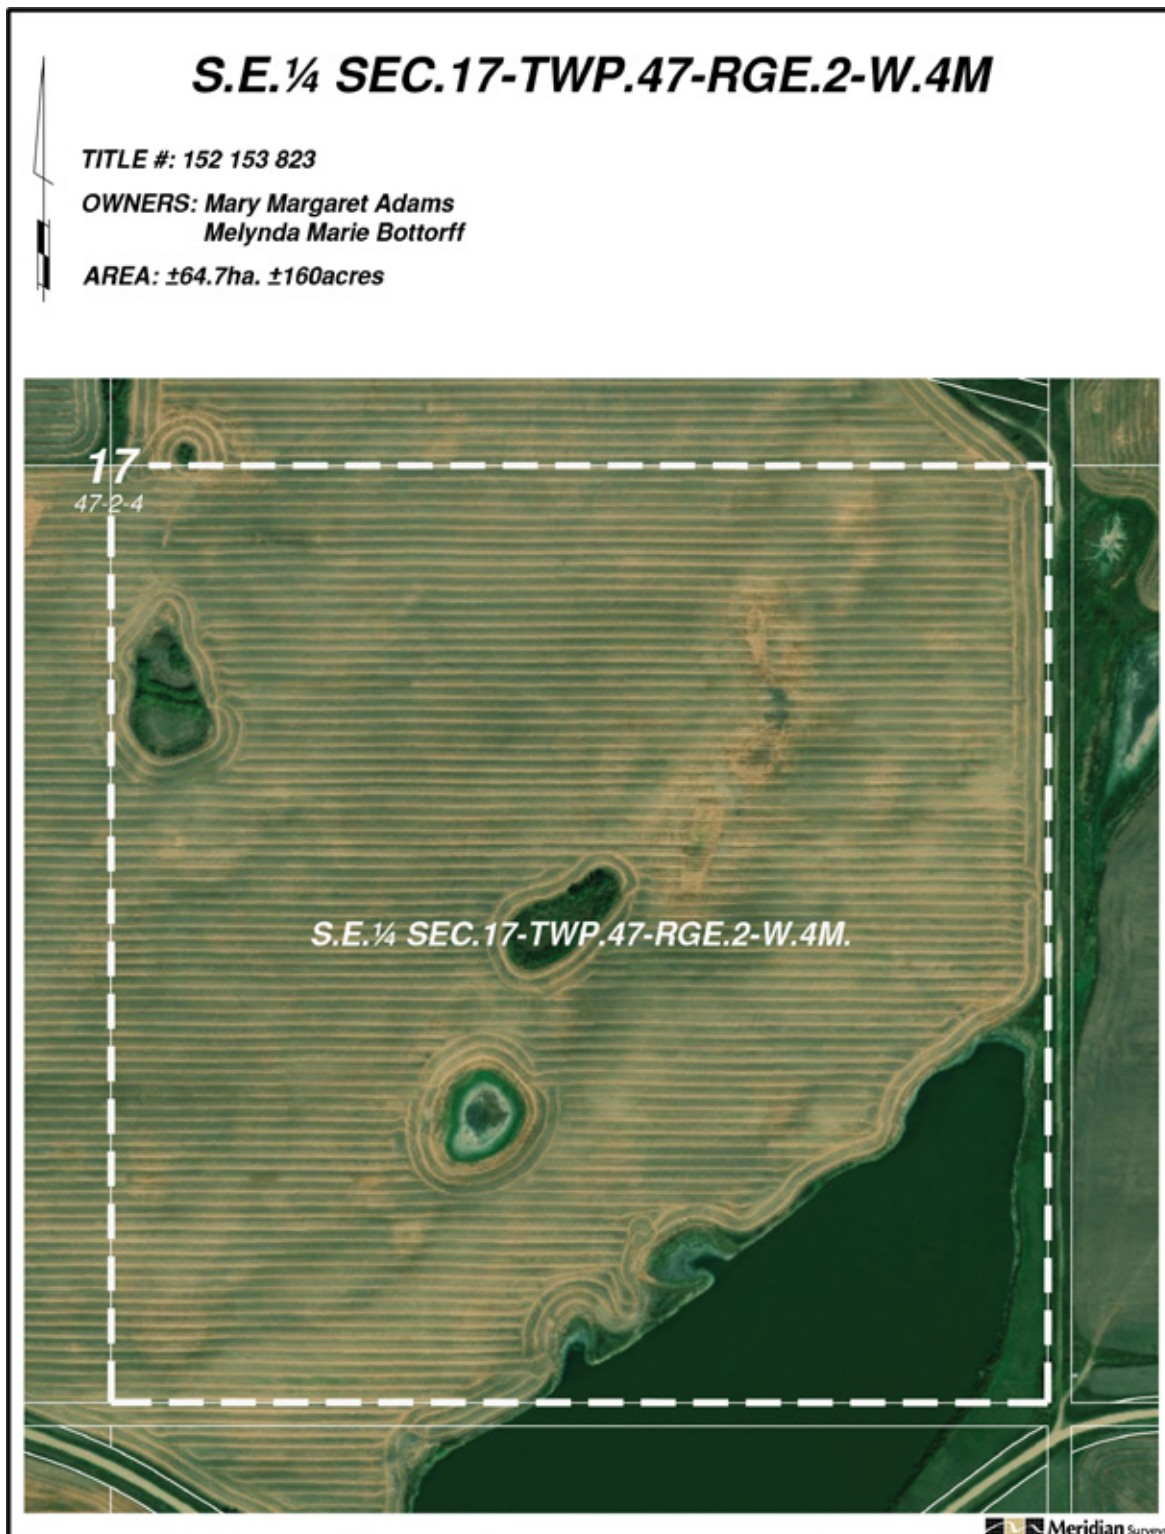 S.E.¼ SEC.17-TWP.47-RGE.2-W.4M
TITLE #: 152 153 823
OWNERS: Mary Margaret Adams
Melynda Marie Bottorff
AREA: ±64.7ha. ±160acres
17
47-2-4
S.E.¼ SEC.17-TWP.47-RGE.2-W.4M.
Meridian